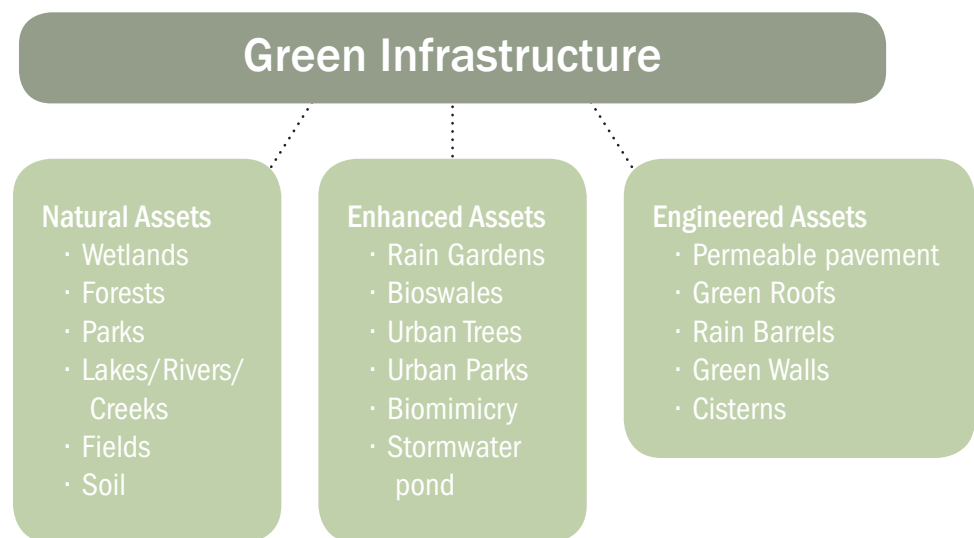 Green Infrastructure
Natural Assets
· Wetlands
· Forests
· Parks
· Lakes/Rivers/
Creeks
· Fields
· Soil
Enhanced Assets
· Rain Gardens
· Bioswales
· Urban Trees
· Urban Parks
· Biomimicry
· Stormwater
pond
Engineered Assets
· Permeable pavement
· Green Roofs
· Rain Barrels
· Green Walls
· Cisterns